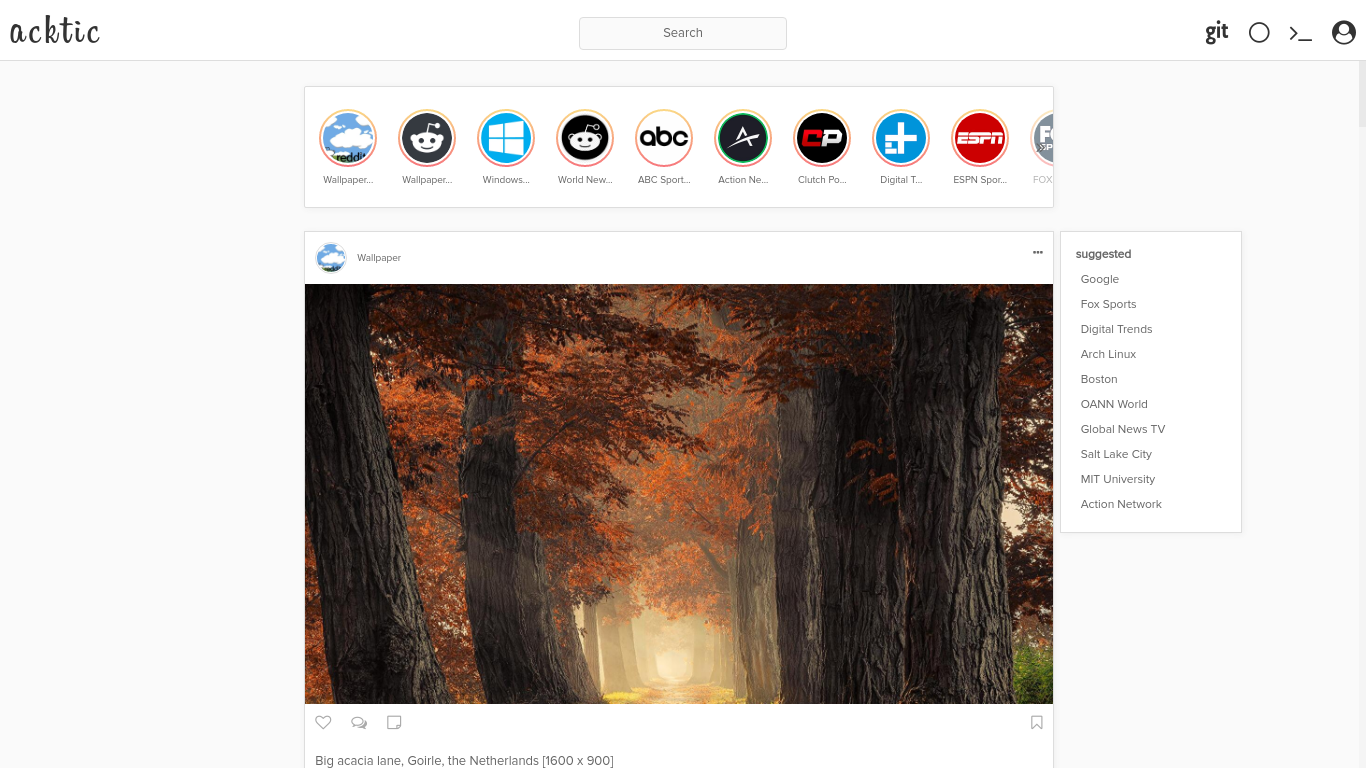 acktic
Search
git
reddit
abc
CP
ESPN
Wallpaper...
Wallpaper...
Windows...
World New...
ABC Sport...
Action Ne...
Clutch Po...
Digital T...
ESPN Spor...
FOX
Wallpaper
suggested
Google
Fox Sports
Digital Trends
Arch Linux
Boston
OANN World
Global News TV
Salt Lake City
MIT University
Action Network
Big acacia lane, Goirle, the Netherlands [1600 x 900]